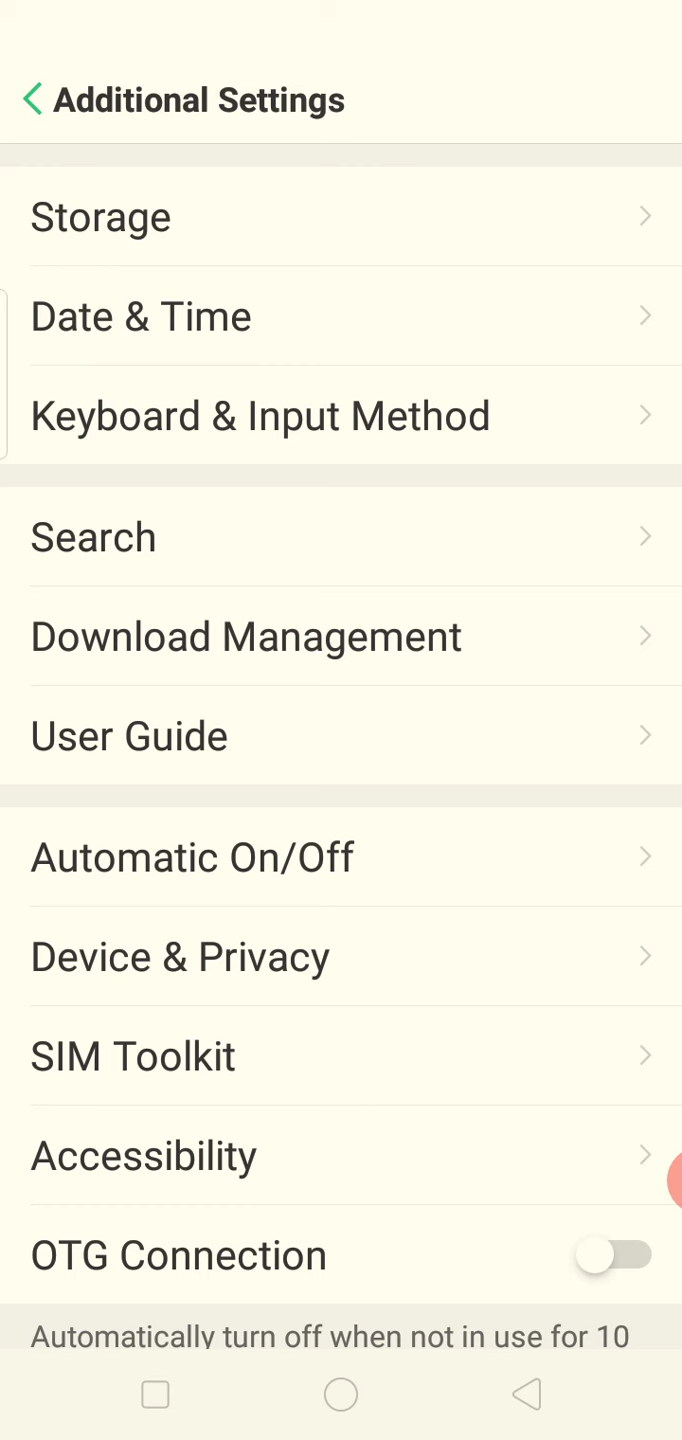 Additional Settings
Storage
Date & Time
Keyboard & Input Method
Search
Download Management
User Guide
Automatic On/Off
Device & Privacy
SIM Toolkit
Accessibility
OTG Connection
Automatically turn off when not in use for 10